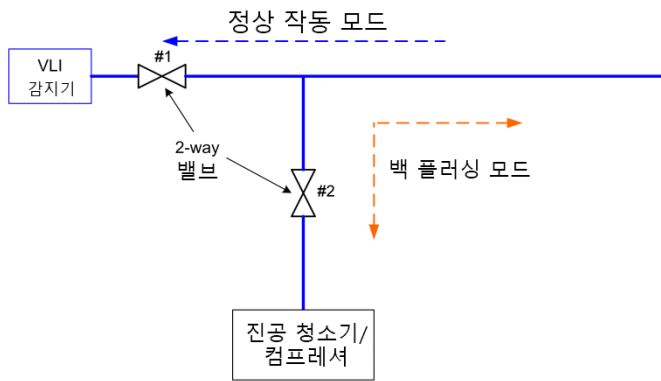 정상 작동 모드
VLI
감지기
#1
2-way
밸브
#2
백 플러싱 모드
진공 청소기/
컴프레셔